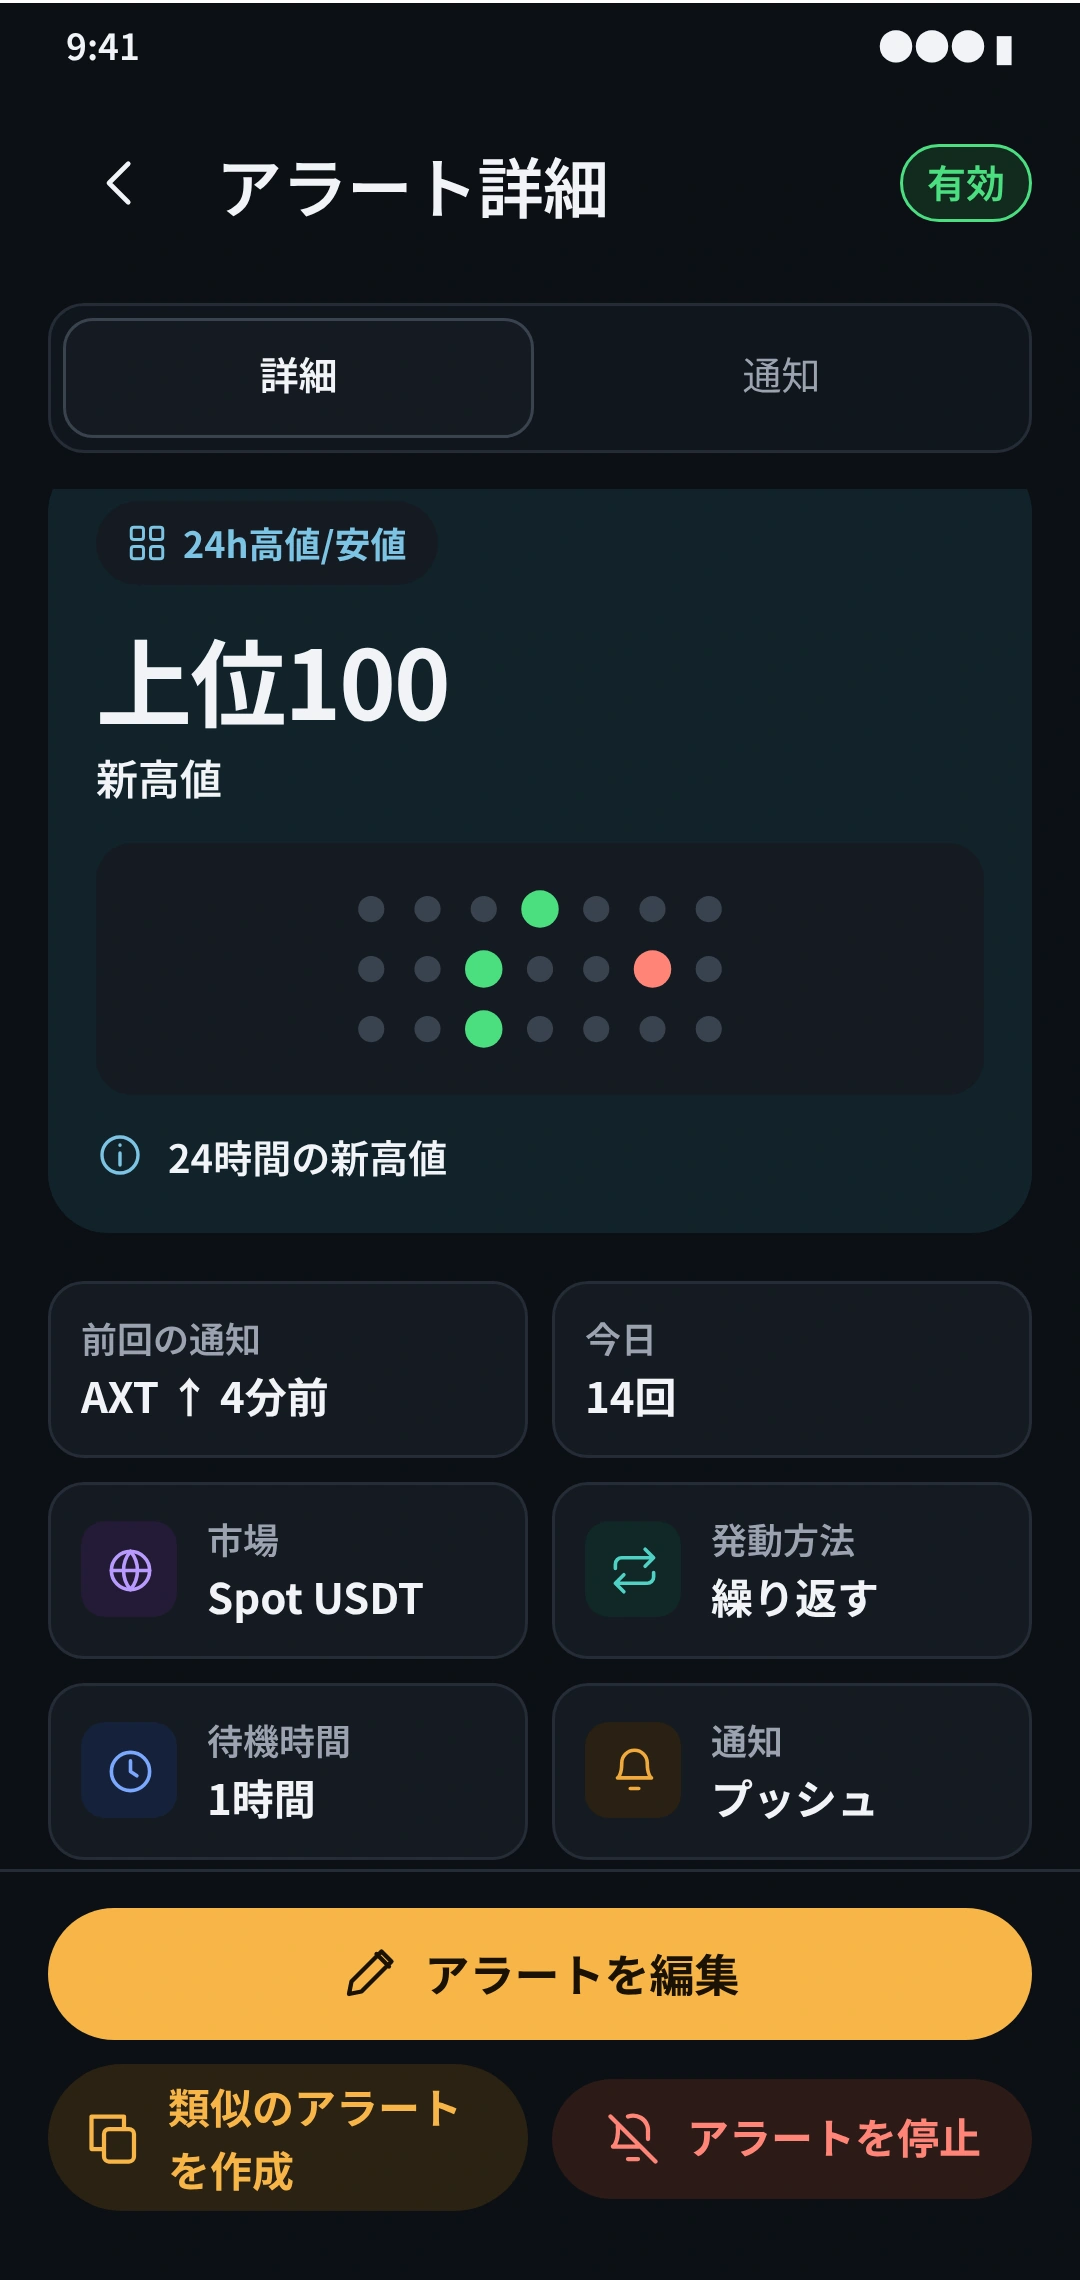 9:41
アラート詳細
有効
詳細
通知
24h高値/安値
上位100
新高値
24時間の新高値
前回の通知
AXT ↑ 4分前
今日
14回
市場
Spot USDT
発動方法
繰り返す
待機時間
1時間
通知
プッシュ
アラートを編集
類似のアラート
を作成
アラートを停止